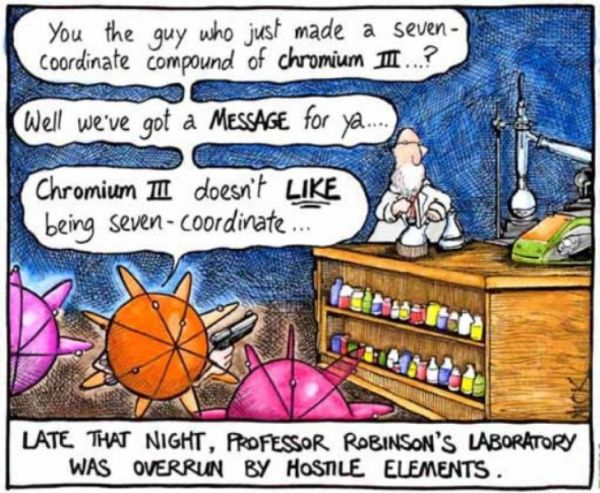 You the guy who just made a seven-
coordinate compound of chromium III...?
Well we've got a MESSAGE for ya....
Chromium III doesn't LIKE
being seven-coordinate...
LATE THAT NIGHT, PROFESSOR ROBINSON'S LABORATORY
WAS OVERRUN BY HOSTILE ELEMENTS.